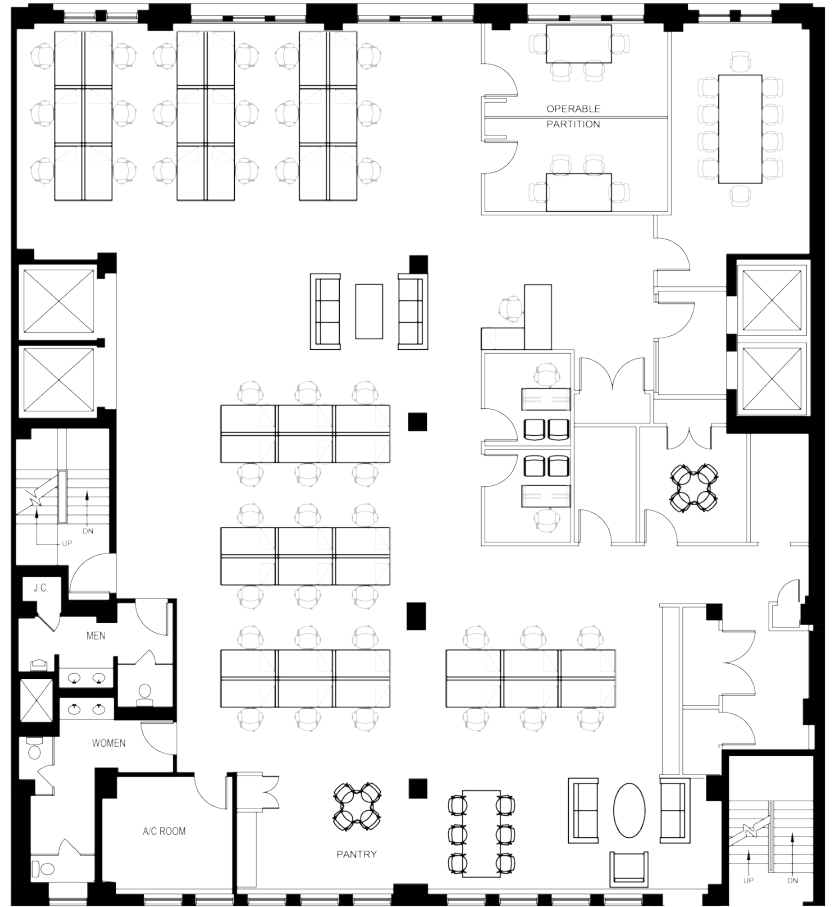 OPERABLE
PARTITION
DN
UP
J.C.
MEN
WOMEN
A/C ROOM
PANTRY
UP
DN